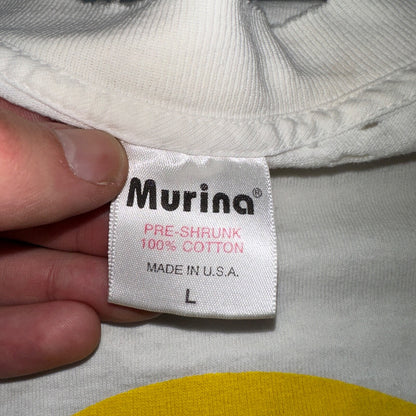 Murina®
PRE-SHRUNK
100% COTTON
MADE IN U.S.A.
L